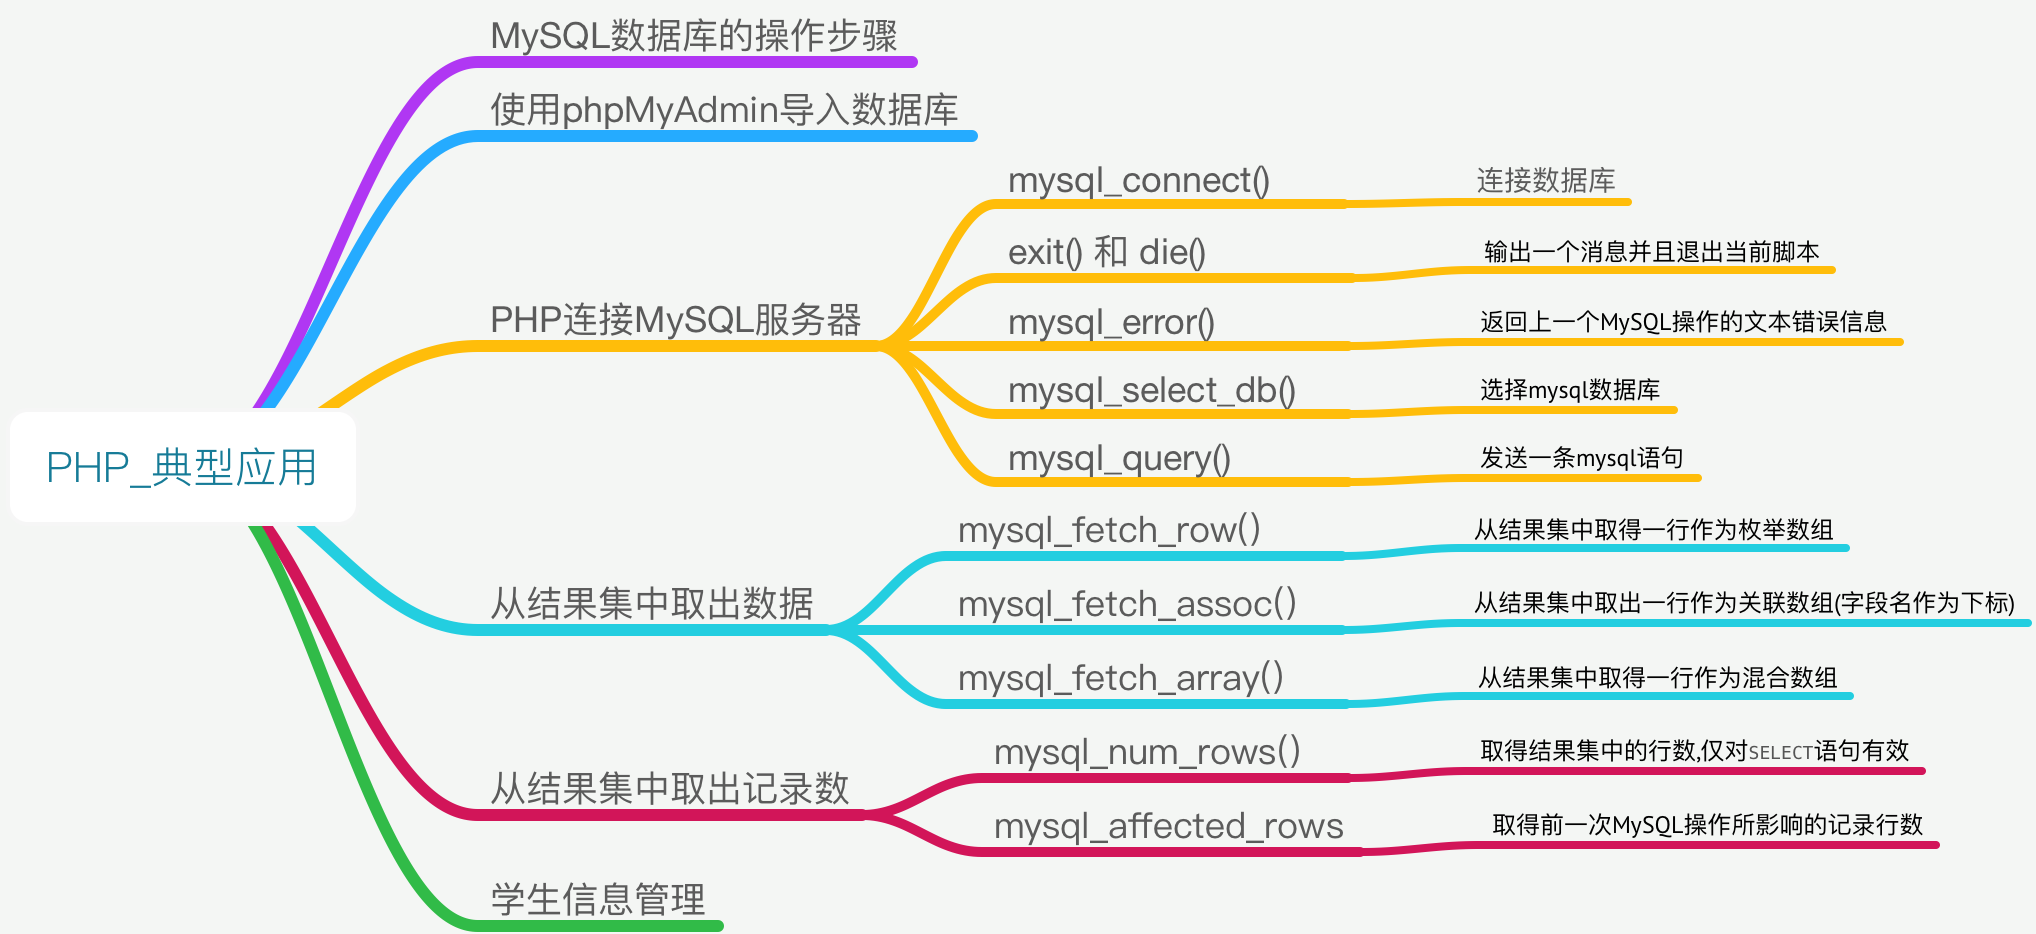 PHP_典型应用
MySQL数据库的操作步骤
使用phpMyAdmin导入数据库
PHP连接MySQL服务器
mysql_connect()
连接数据库
exit() 和 die()
输出一个消息并且退出当前脚本
mysql_error()
返回上一个MySQL操作的文本错误信息
mysql_select_db()
选择mysql数据库
mysql_query()
发送一条mysql语句
从结果集中取出数据
mysql_fetch_row()
从结果集中取得一行作为枚举数组
mysql_fetch_assoc()
从结果集中取出一行作为关联数组(字段名作为下标)
mysql_fetch_array()
从结果集中取得一行作为混合数组
从结果集中取出记录数
mysql_num_rows()
取得结果集中的行数,仅对SELECT语句有效
mysql_affected_rows
取得前一次MySQL操作所影响的记录行数
学生信息管理